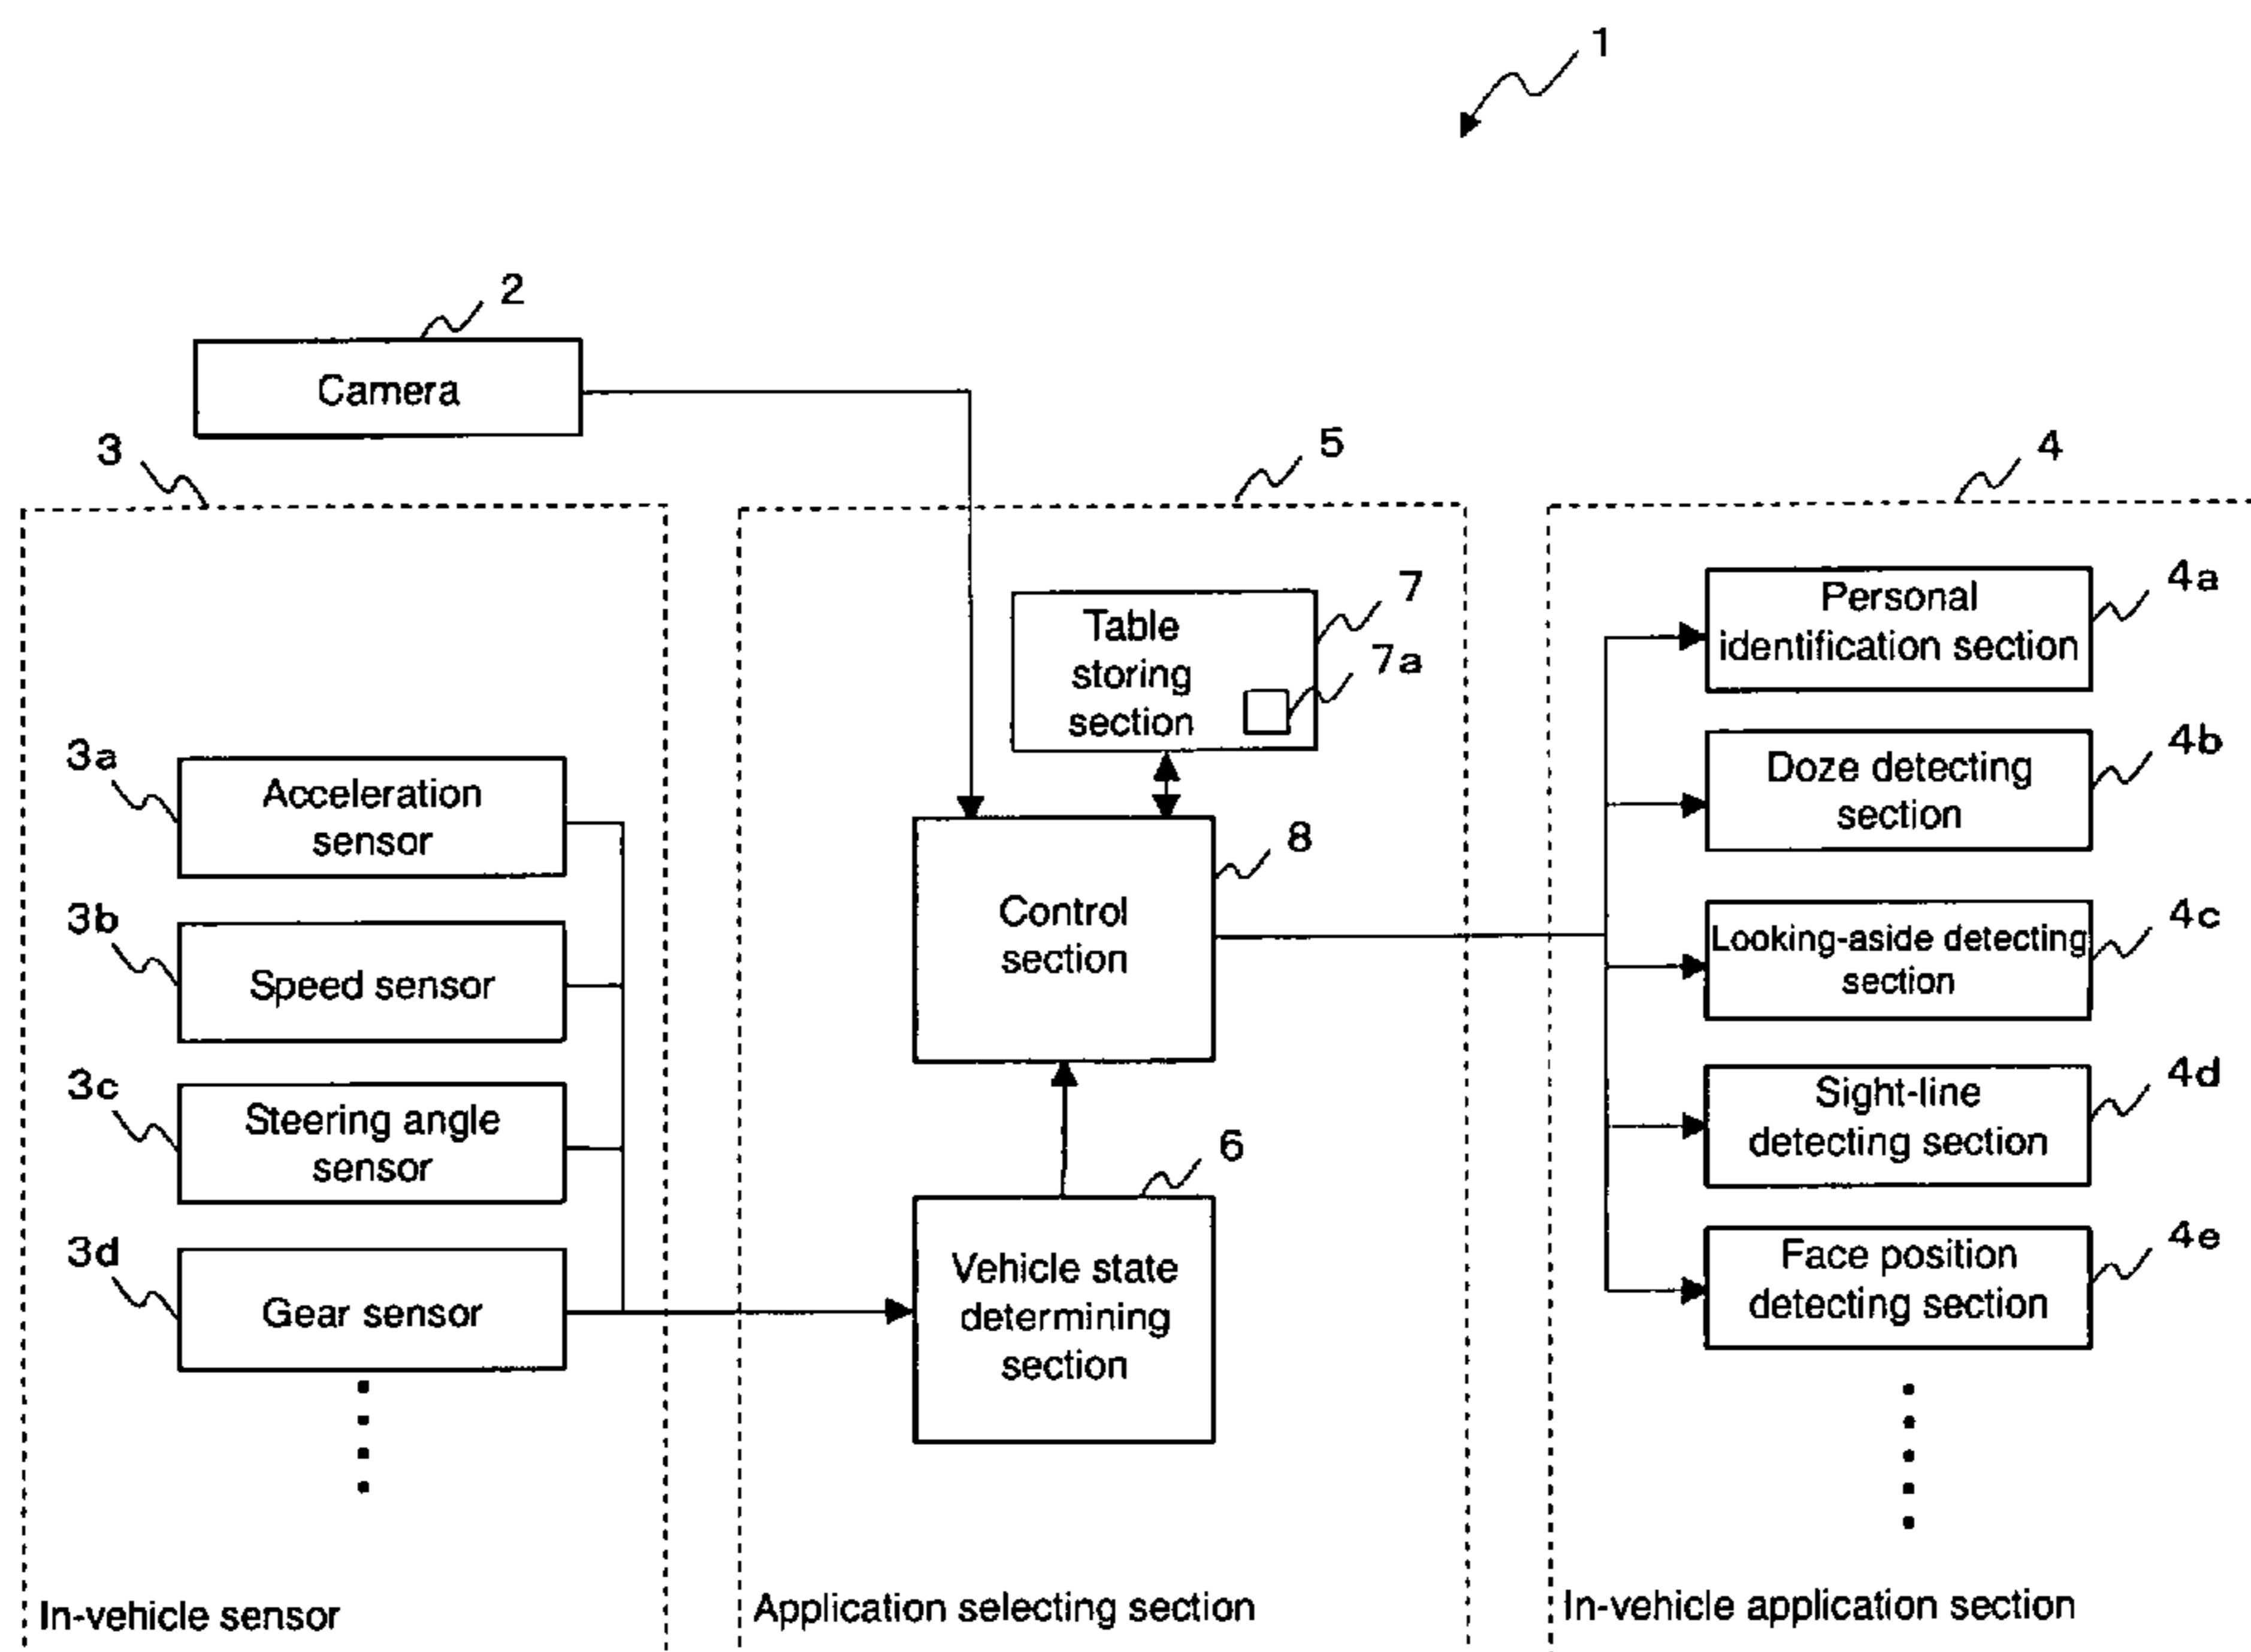 1
2
Camera
3
5
4
7
Table
storing
section
7a
3a
Acceleration
sensor
3b
Speed sensor
3c
Steering angle
sensor
3d
Gear sensor
8
Control
section
6
Vehicle state
determining
section
4a
Personal
identification section
4b
Doze detecting
section
4c
Looking-aside detecting
section
4d
Sight-line
detecting section
4e
Face position
detecting section
In-vehicle sensor
Application selecting section
In-vehicle application section